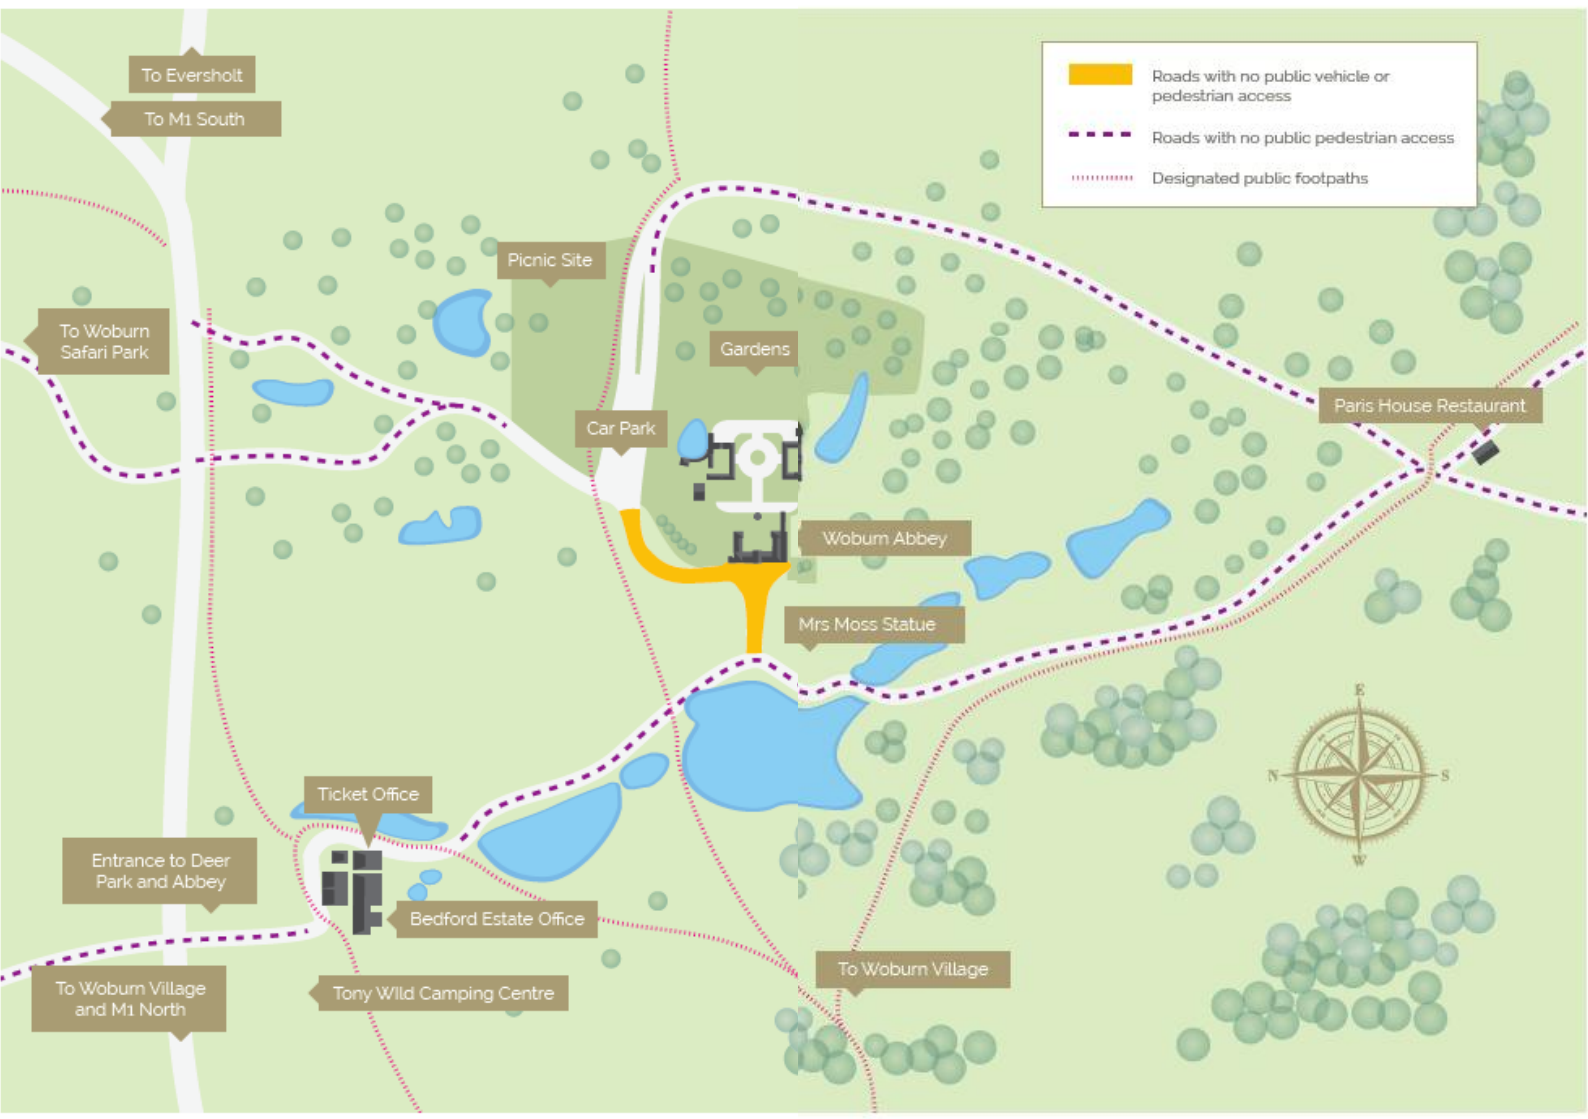 To Eversholt
To M1 South
Roads with no public vehicle or
pedestrian access
Roads with no public pedestrian access
Designated public footpaths
Picnic Site
To Woburn
Safari Park
Gardens
Car Park
Paris House Restaurant
Woburn Abbey
Mrs Moss Statue
E
N
S
W
Ticket Office
Entrance to Deer
Park and Abbey
Bedford Estate Office
To Woburn Village
To Woburn Village
and M1 North
Tony Wild Camping Centre